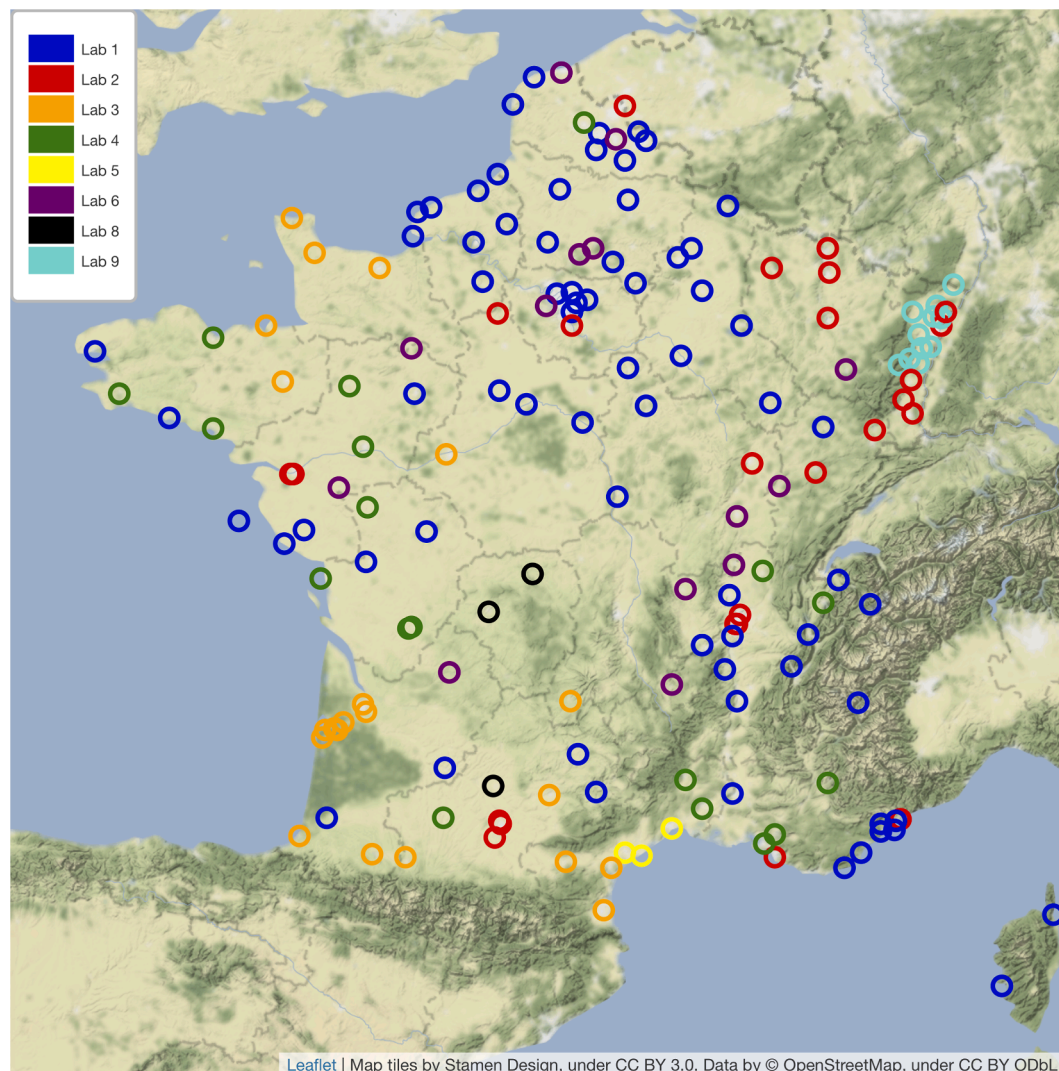 Lab 1
Lab 2
Lab 3
Lab 4
Lab 5
Lab 6
Lab 8
Lab 9
Leaflet | Map tiles by Stamen Design, under CC BY 3.0. Data by © OpenStreetMap, under CC BY ODbL